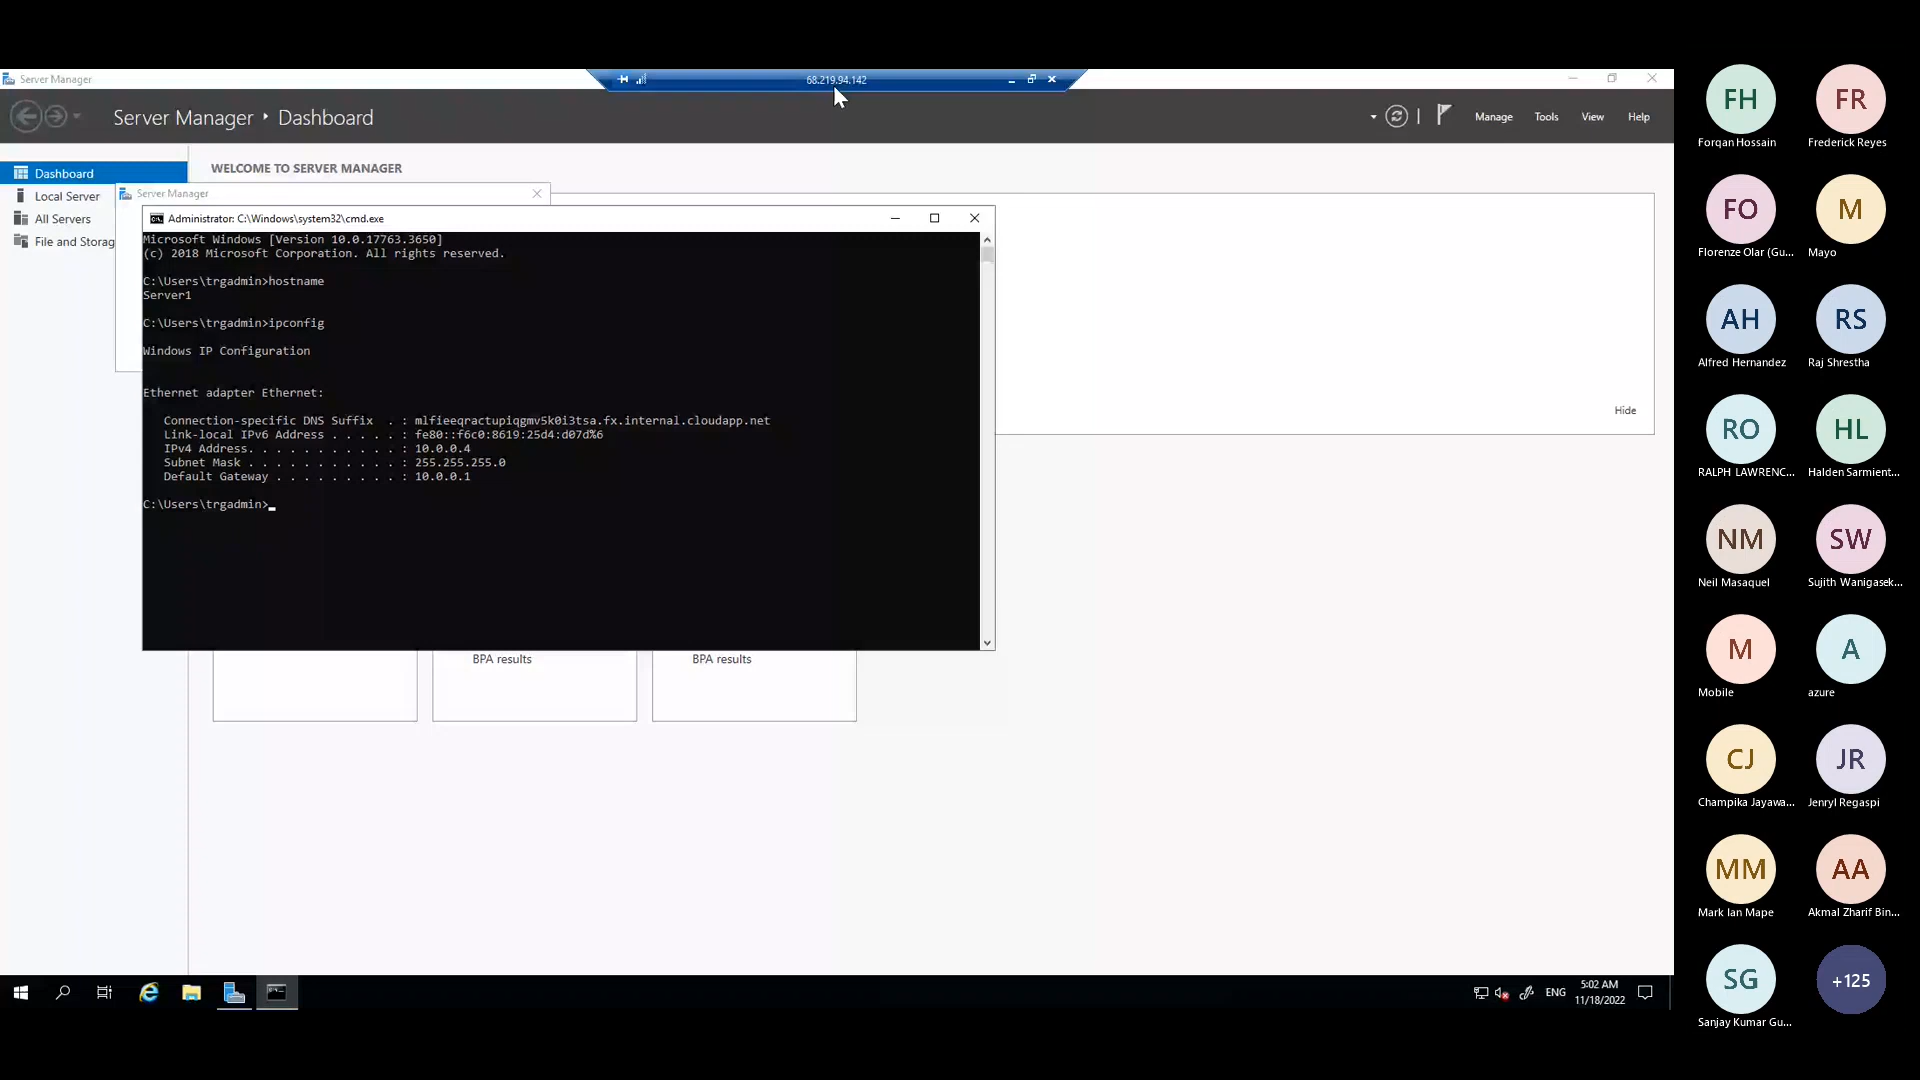 Server Manager
68.219.94.142
Server Manager • Dashboard
Manage Tools View Help
Dashboard
Local Server
All Servers
File and Storag
WELCOME TO SERVER MANAGER
Server Manager
Administrator: C:\Windows\system32\cmd.exe
Microsoft Windows [Version 10.0.17763.3650]
(c) 2018 Microsoft Corporation. All rights reserved.
C:\Users\trgadmin>hostname
Server1
C:\Users\trgadmin>ipconfig
Windows IP Configuration
Ethernet adapter Ethernet:
Connection-specific DNS Suffix . : mlfieeqractupiqgmv5k0i3tsa.fx.internal.cloudapp.net
Link-local IPv6 Address . . . . . : fe80::f6c0:8619:25d4:d07d%6
IPv4 Address. . . . . . . . . . . : 10.0.0.4
Subnet Mask . . . . . . . . . . . : 255.255.255.0
Default Gateway . . . . . . . . . : 10.0.0.1
C:\Users\trgadmin>
Hide
BPA results
BPA results
ENG
5:02 AM
11/18/2022
FH
Forqan Hossain
FR
Frederick Reyes
FO
Florenze Olar (Gu...
M
Mayo
AH
Alfred Hernandez
RS
Raj Shrestha
RO
RALPH LAWRENC...
HL
Halden Sarmient...
NM
Neil Masaquel
SW
Sujith Wanigasek...
M
Mobile
A
azure
CJ
Champika Jayawa...
JR
Jenryl Regaspi
MM
Mark Ian Mape
AA
Akmal Zharif Bin...
SG
Sanjay Kumar Gu...
+125